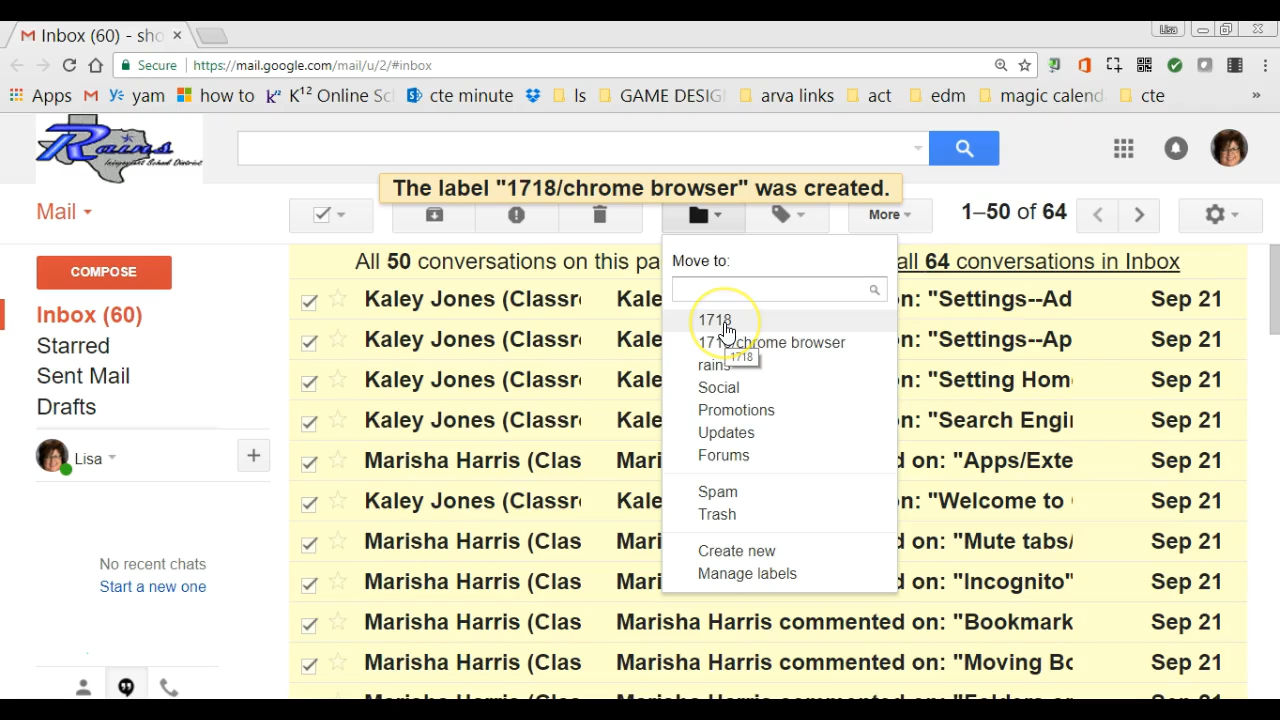 Inbox (60) - sho
Lisa
Secure https://mail.google.com/mail/u/2/#inbox
Apps yam how to K¹² Online Sc cte minute ls GAME DESIG arva links act edm magic calend cte »
Rains
Independent School District
The label "1718/chrome browser" was created.
Mail
More
1–50 of 64
COMPOSE
All 50 conversations on this pa
all 64 conversations in Inbox
Move to:
1718
1718/chrome browser
1718
rains
Social
Promotions
Updates
Forums
Spam
Trash
Create new
Manage labels
Inbox (60)
Starred
Sent Mail
Drafts
Lisa
No recent chats
Start a new one
Kaley Jones (Classr Kale on: "Settings--Ad Sep 21
Kaley Jones (Classr Kale on: "Settings--Ap Sep 21
Kaley Jones (Classr Kale on: "Setting Hom Sep 21
Kaley Jones (Classr Kale on: "Search Engi Sep 21
Marisha Harris (Clas Mari d on: "Apps/Exte Sep 21
Kaley Jones (Classr Kale on: "Welcome to Sep 21
Marisha Harris (Clas Mari d on: "Mute tabs/ Sep 21
Marisha Harris (Clas Mari d on: "Incognito" Sep 21
Marisha Harris (Clas Marisha Harris commented on: "Bookmark Sep 21
Marisha Harris (Clas Marisha Harris commented on: "Moving Bo Sep 21